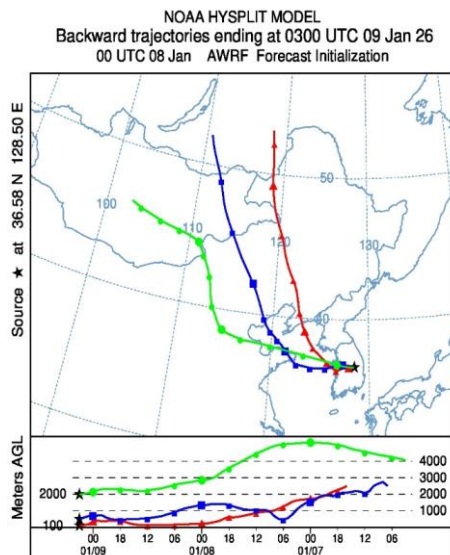 NOAA HYSPLIT MODEL
Backward trajectories ending at 0300 UTC 09 Jan 26
00 UTC 08 Jan AWRF Forecast Initialization
Source ★ at 36.58 N 128.50 E
50
100
110
120
130
40
Meters AGL
4000
3000
2000 2000
1000
100
00 18 12 06 00 18 12 06 00 18 12 06
01/09 01/08 01/07